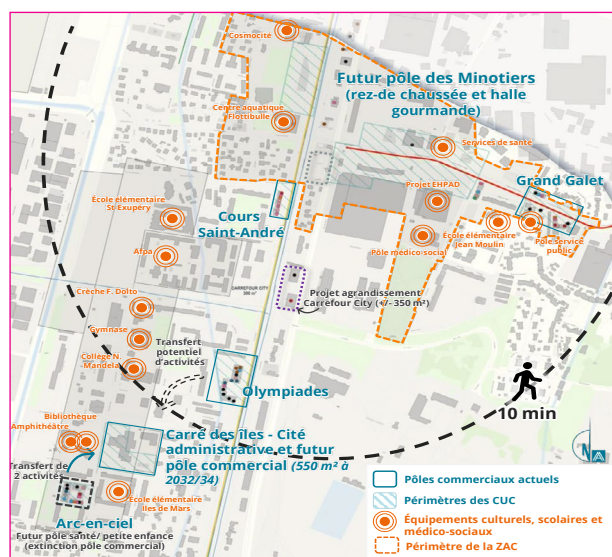 Cosmocité
Futur pôle des Minotiers
(rez-de chaussée et halle
gourmande)
Centre aquatique
Flottibulle
Services de santé
Projet EHPAD
Grand Galet
École élémentaire
St Exupéry
Cours
Saint-André
École élémentaire
Jean Moulin
Pôle service
public
Pôle médico-social
Afpa
CARREFOUR CITY
Projet agrandissement
Carrefour City (+/- 350 m²)
Crèche F. Dolto
Gymnase
Transfert
potentiel
d'activités
Collège N.
Mandela
Olympiades
10 min
Bibliothèque
Amphithéâtre
Carré des îles - Cité
administrative et futur
pôle commercial (550 m² à
2032/34)
Transfert de
2 activités
École élémentaire
Iles de Mars
Arc-en-ciel
Futur pôle santé/ petite enfance
(extinction pôle commercial)
N
Pôles commerciaux actuels
Périmètres des CUC
Équipements culturels, scolaires et
médico-sociaux
Périmètre de la ZAC